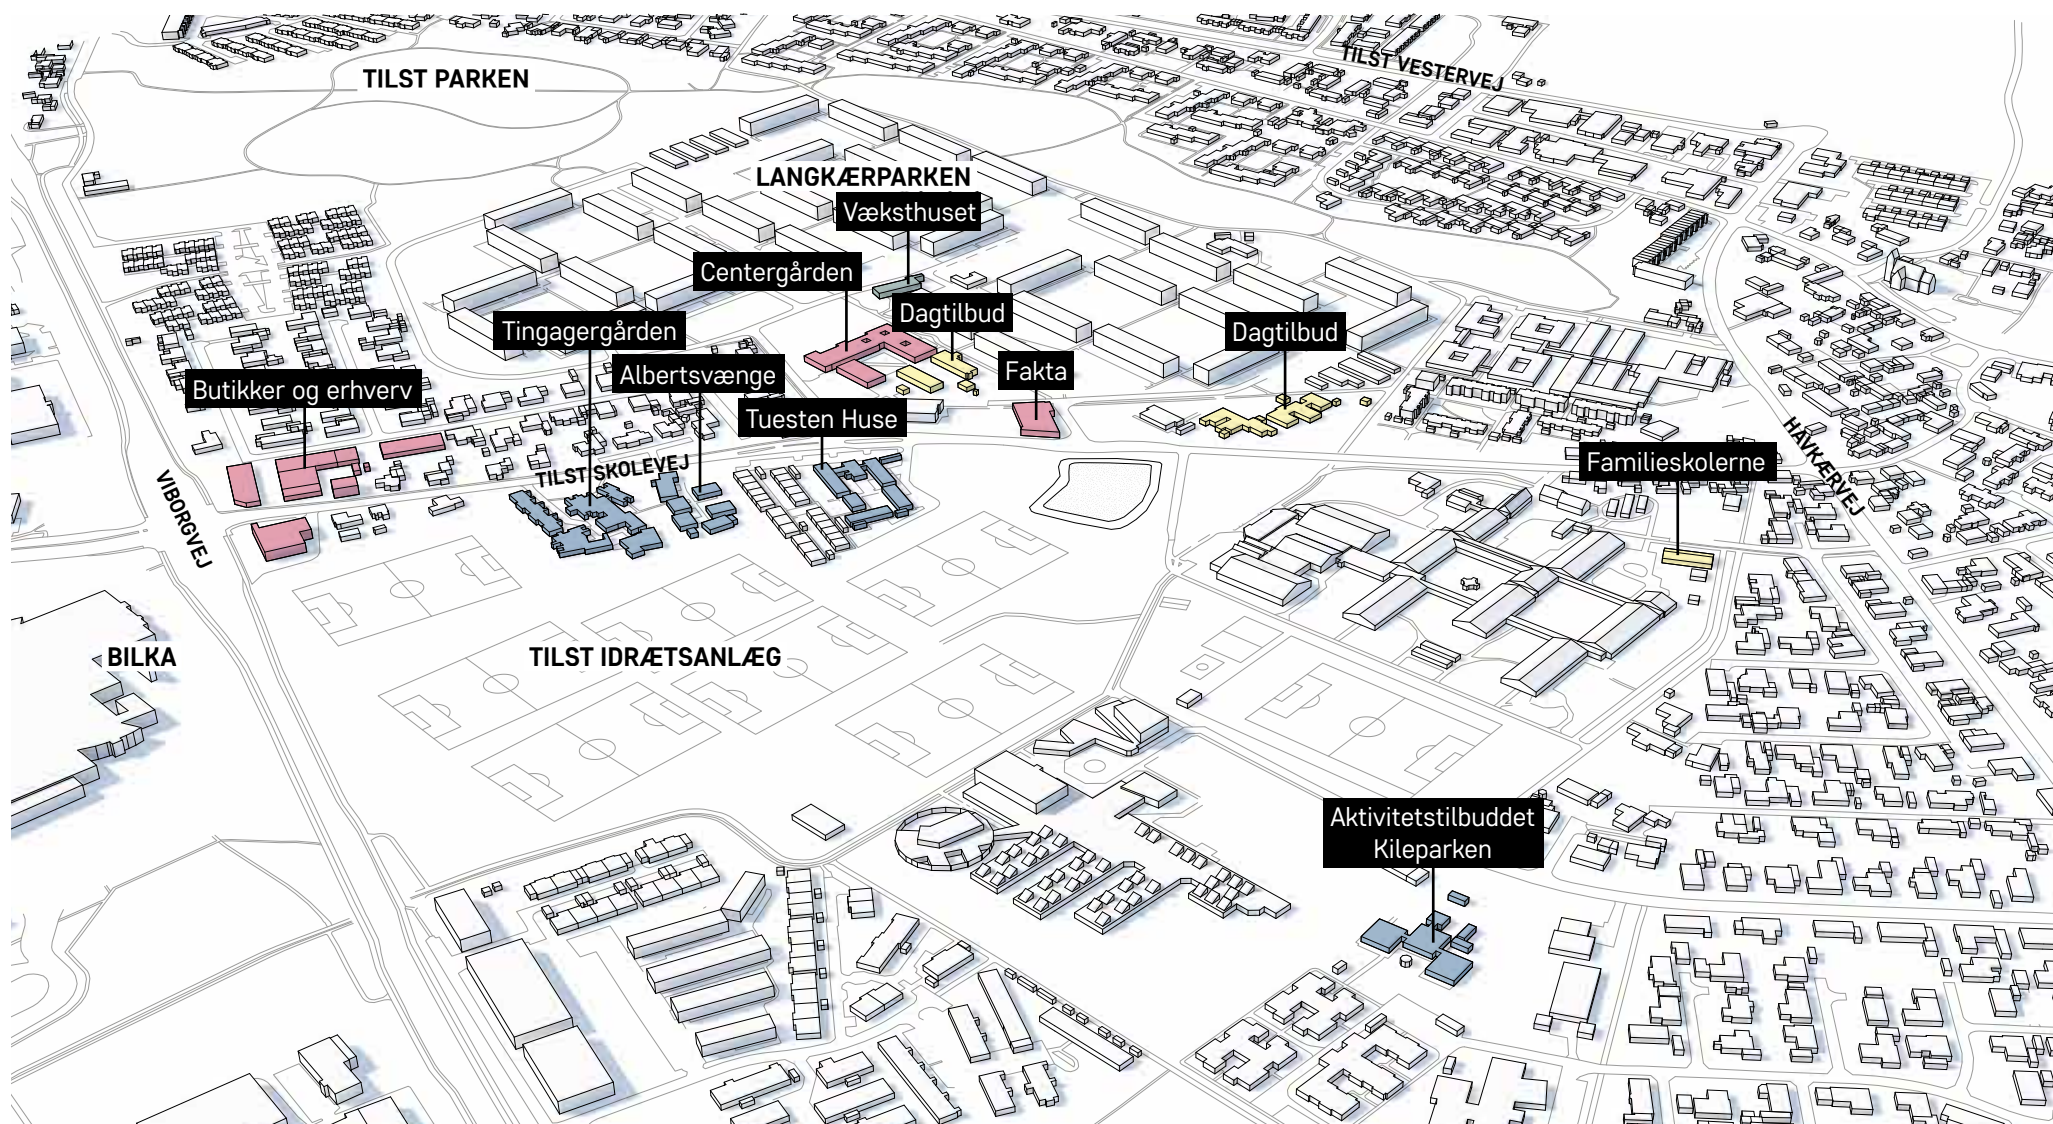 TILST PARKEN
TILST VESTERVEJ
LANGKÆRPARKEN
Væksthuset
Centergården
Dagtilbud
Tingagergården
Dagtilbud
Albertsvænge
Fakta
Butikker og erhverv
Tuesten Huse
HAVKÆRVEJ
Familieskolerne
TILST SKOLEVEJ
VIBORGVEJ
BILKA
TILST IDRÆTSANLÆG
Aktivitetstilbuddet
Kileparken